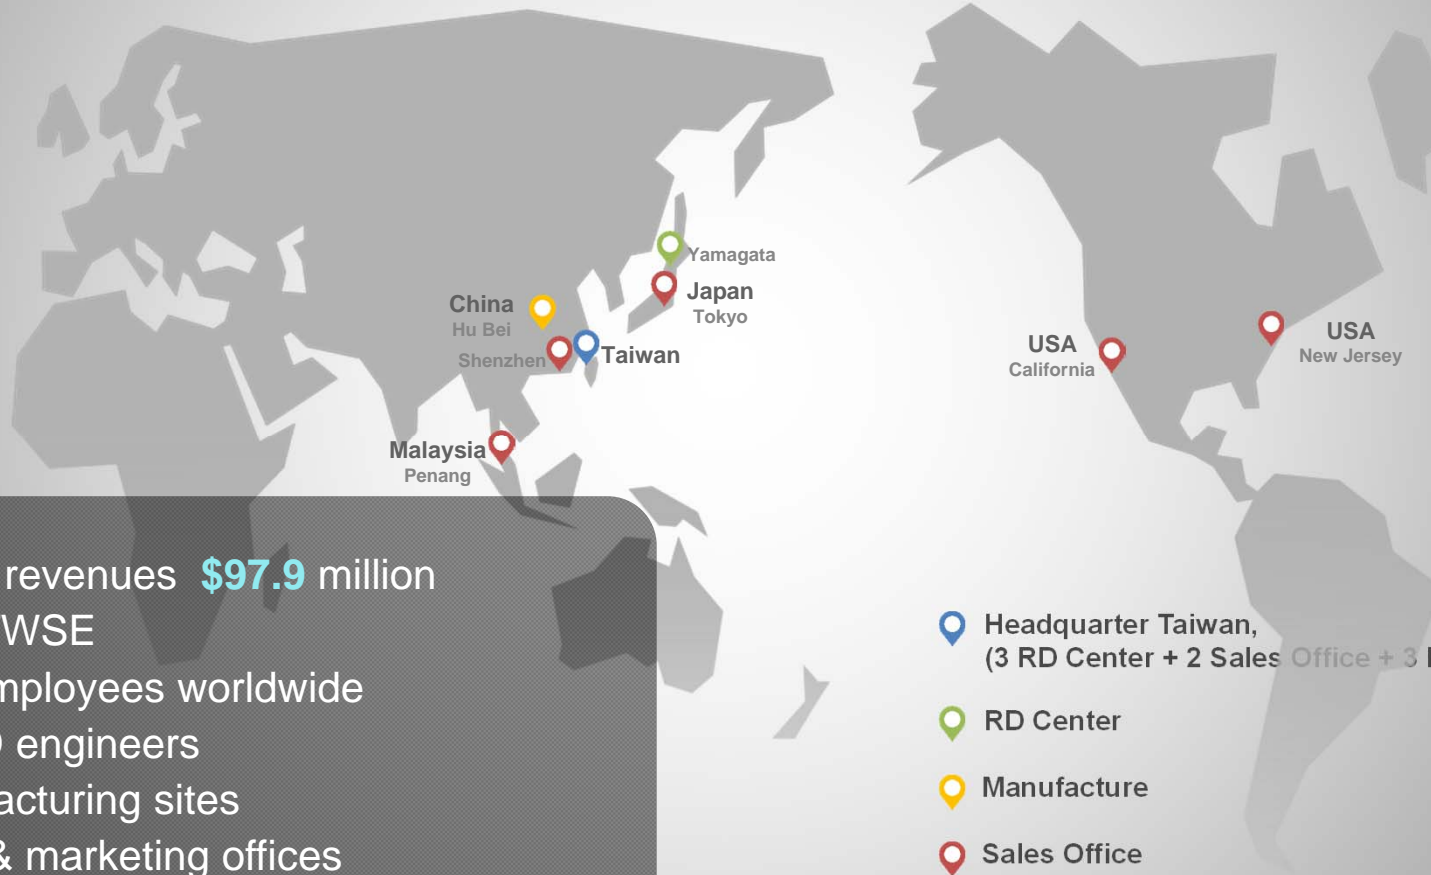 Yamagata
Japan
Tokyo
China
Hu Bei
Shenzhen
Taiwan
Malaysia
Penang
USA
California
USA
New Jersey
revenues $97.9 million
WSE
mployees worldwide
engineers
acturing sites
& marketing offices
Headquarter Taiwan,
(3 RD Center + 2 Sales Office + 3
RD Center
Manufacture
Sales Office